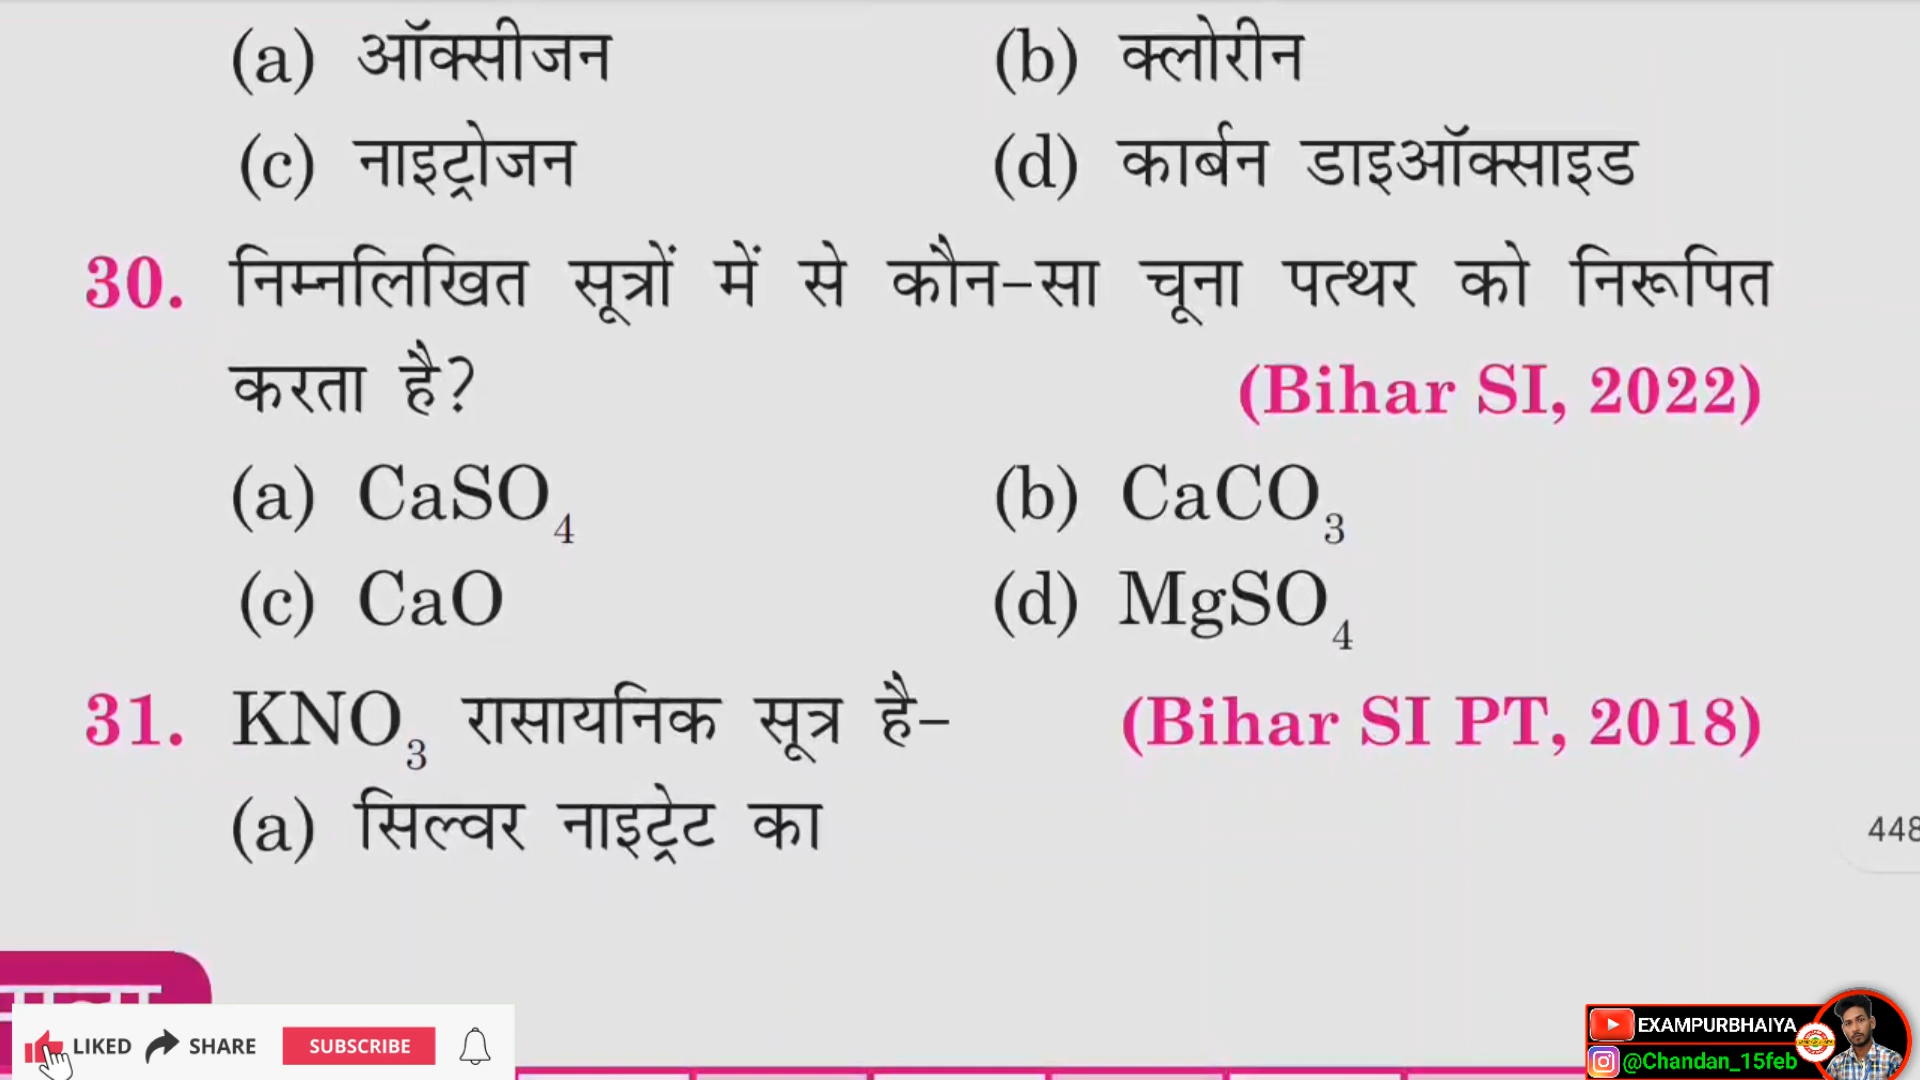 (a) ऑक्सीजन (b) क्लोरीन
(c) नाइट्रोजन (d) कार्बन डाइऑक्साइड
30. निम्नलिखित सूत्रों में से कौन-सा चूना पत्थर को निरूपित
करता है? (Bihar SI, 2022)
(a) CaSO₄ (b) CaCO₃
(c) CaO (d) MgSO₄
31. KNO₃ रासायनिक सूत्र है- (Bihar SI PT, 2018)
(a) सिल्वर नाइट्रेट का
448
LIKED SHARE SUBSCRIBE
EXAMPURBHAIYA
@Chandan_15feb